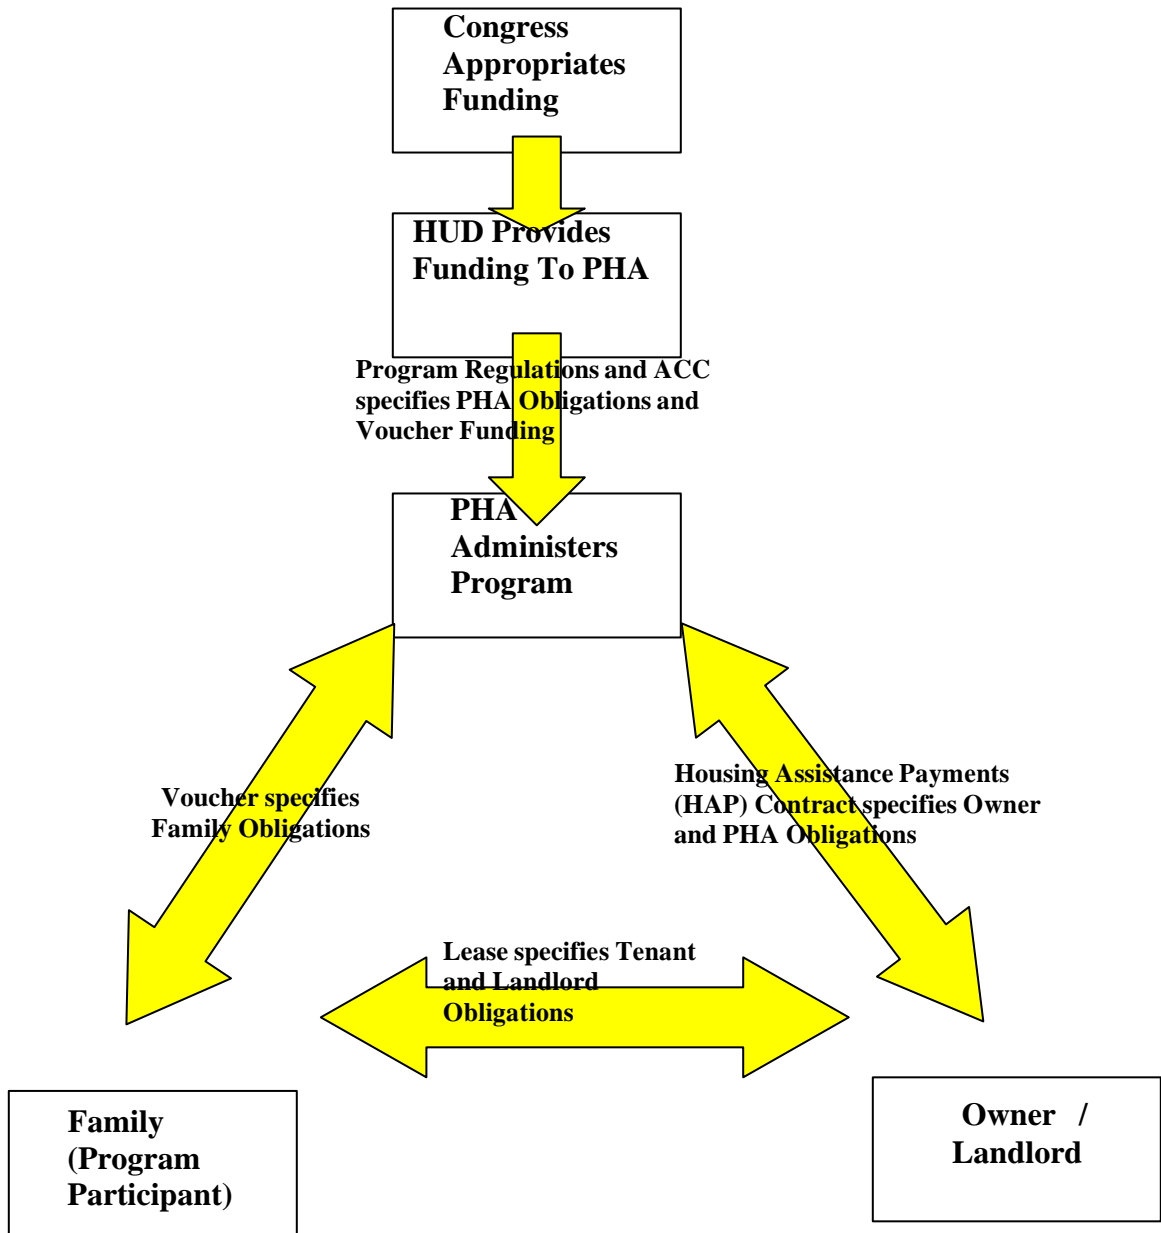 Congress
Appropriates
Funding
HUD Provides
Funding To PHA
Program Regulations and ACC
specifies PHA Obligations and
Voucher Funding
PHA
Administers
Program
Voucher specifies
Family Obligations
Housing Assistance Payments
(HAP) Contract specifies Owner
and PHA Obligations
Lease specifies Tenant
and Landlord
Obligations
Family
(Program
Participant)
Owner /
Landlord